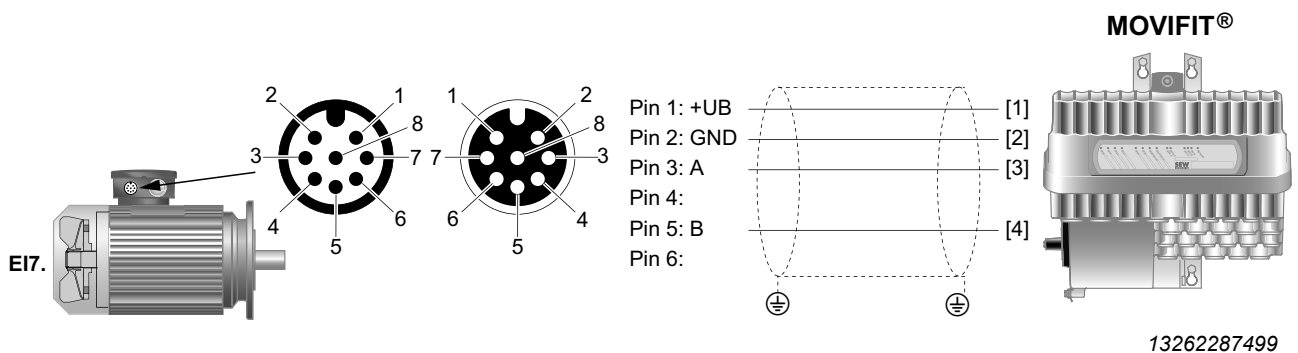 MOVIFIT®
2 1 8 3 7 4 6 5
1 2 8 7 3 6 4 5
Pin 1: +UB [1]
Pin 2: GND [2]
Pin 3: A [3]
Pin 4:
Pin 5: B [4]
Pin 6:
EI7.
SEW
13262287499